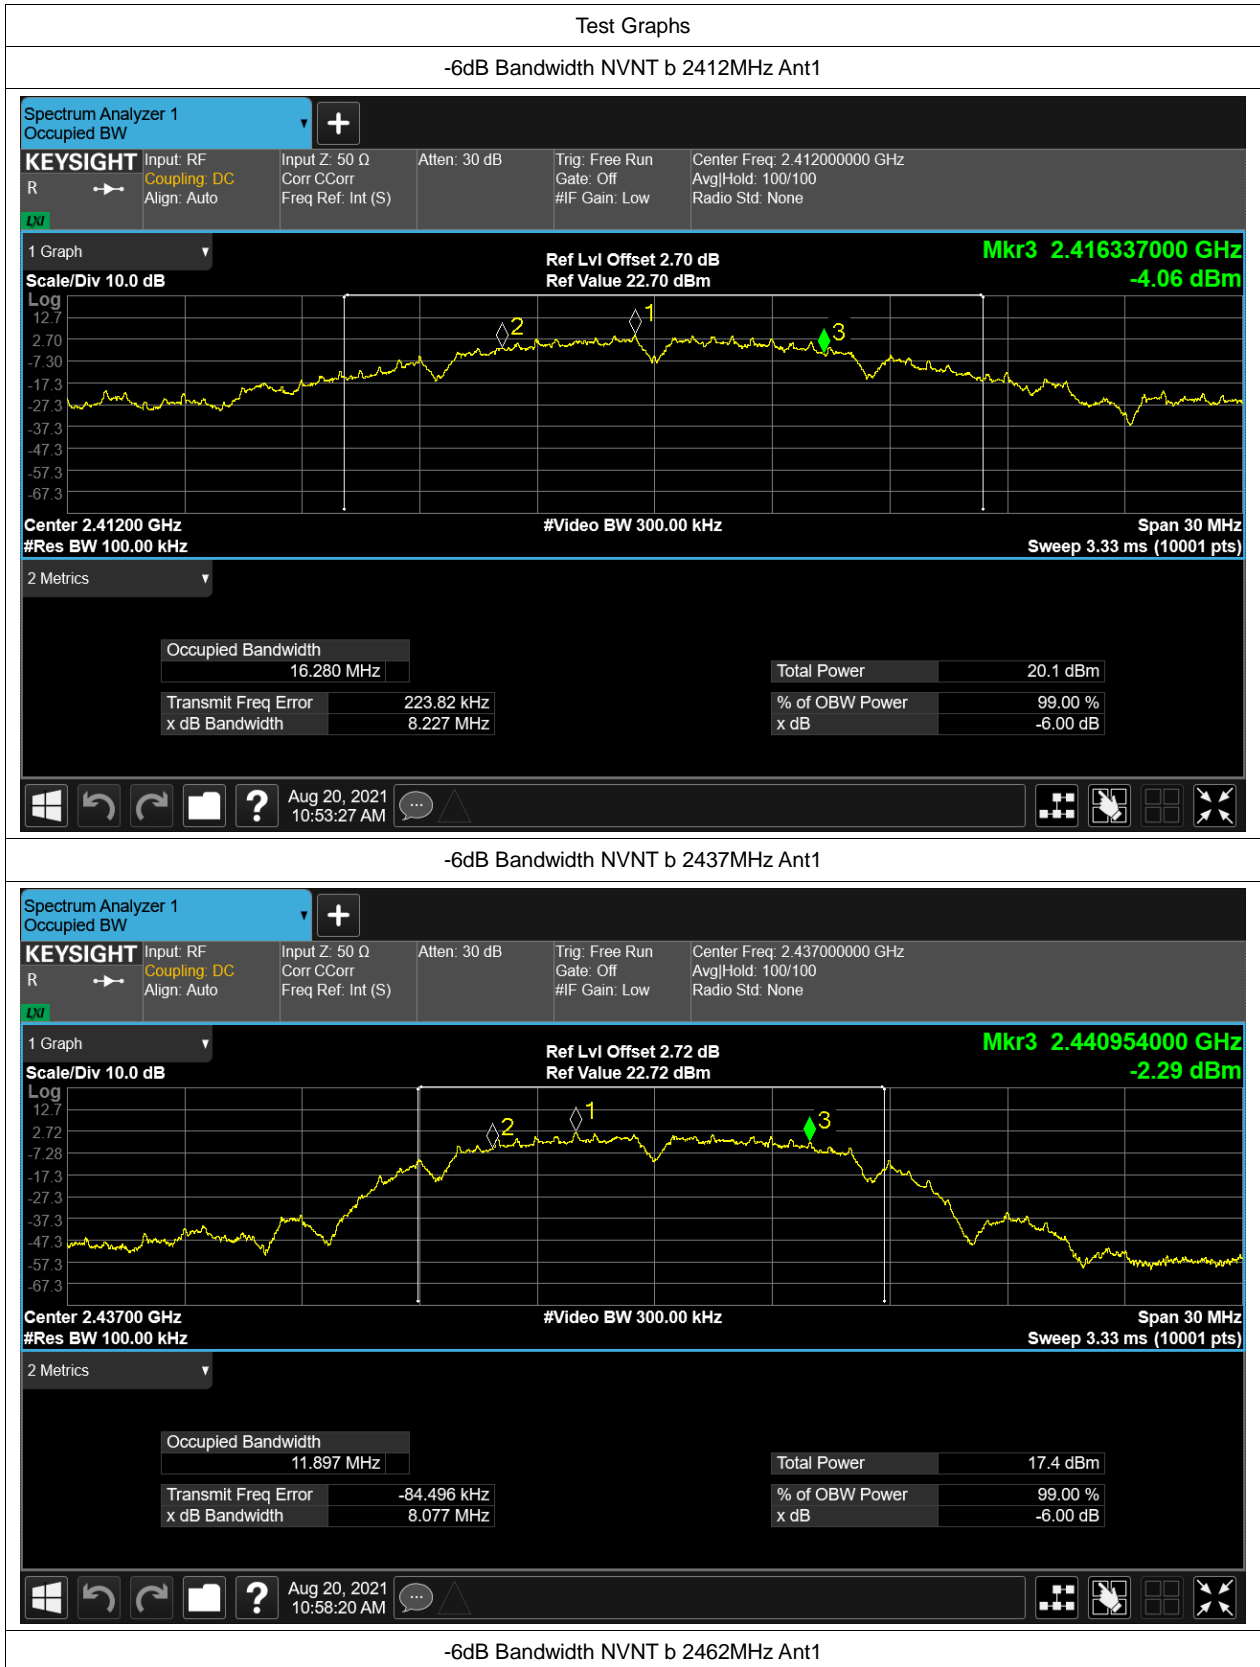 Test Graphs
-6dB Bandwidth NVNT b 2412MHz Ant1
Spectrum Analyzer 1
Occupied BW
KEYSIGHT Input: RF Input Z: 50 Ω Atten: 30 dB Trig: Free Run Center Freq: 2.412000000 GHz
R Coupling: DC Corr CCorr Gate: Off Avg|Hold: 100/100
Align: Auto Freq Ref: Int (S) #IF Gain: Low Radio Std: None
LXI
1 Graph Ref Lvl Offset 2.70 dB Mkr3 2.416337000 GHz
Scale/Div 10.0 dB Ref Value 22.70 dBm -4.06 dBm
Log
12.7
2.70
-7.30
-17.3
-27.3
-37.3
-47.3
-57.3
-67.3
2 1 3
Center 2.41200 GHz #Video BW 300.00 kHz Span 30 MHz
#Res BW 100.00 kHz Sweep 3.33 ms (10001 pts)
2 Metrics
Occupied Bandwidth
16.280 MHz Total Power 20.1 dBm
Transmit Freq Error 223.82 kHz % of OBW Power 99.00 %
x dB Bandwidth 8.227 MHz x dB -6.00 dB
? Aug 20, 2021
10:53:27 AM
-6dB Bandwidth NVNT b 2437MHz Ant1
Spectrum Analyzer 1
Occupied BW
KEYSIGHT Input: RF Input Z: 50 Ω Atten: 30 dB Trig: Free Run Center Freq: 2.437000000 GHz
R Coupling: DC Corr CCorr Gate: Off Avg|Hold: 100/100
Align: Auto Freq Ref: Int (S) #IF Gain: Low Radio Std: None
LXI
1 Graph Ref Lvl Offset 2.72 dB Mkr3 2.440954000 GHz
Scale/Div 10.0 dB Ref Value 22.72 dBm -2.29 dBm
Log
12.7
2.72
-7.28
-17.3
-27.3
-37.3
-47.3
-57.3
-67.3
2 1 3
Center 2.43700 GHz #Video BW 300.00 kHz Span 30 MHz
#Res BW 100.00 kHz Sweep 3.33 ms (10001 pts)
2 Metrics
Occupied Bandwidth
11.897 MHz Total Power 17.4 dBm
Transmit Freq Error -84.496 kHz % of OBW Power 99.00 %
x dB Bandwidth 8.077 MHz x dB -6.00 dB
? Aug 20, 2021
10:58:20 AM
-6dB Bandwidth NVNT b 2462MHz Ant1